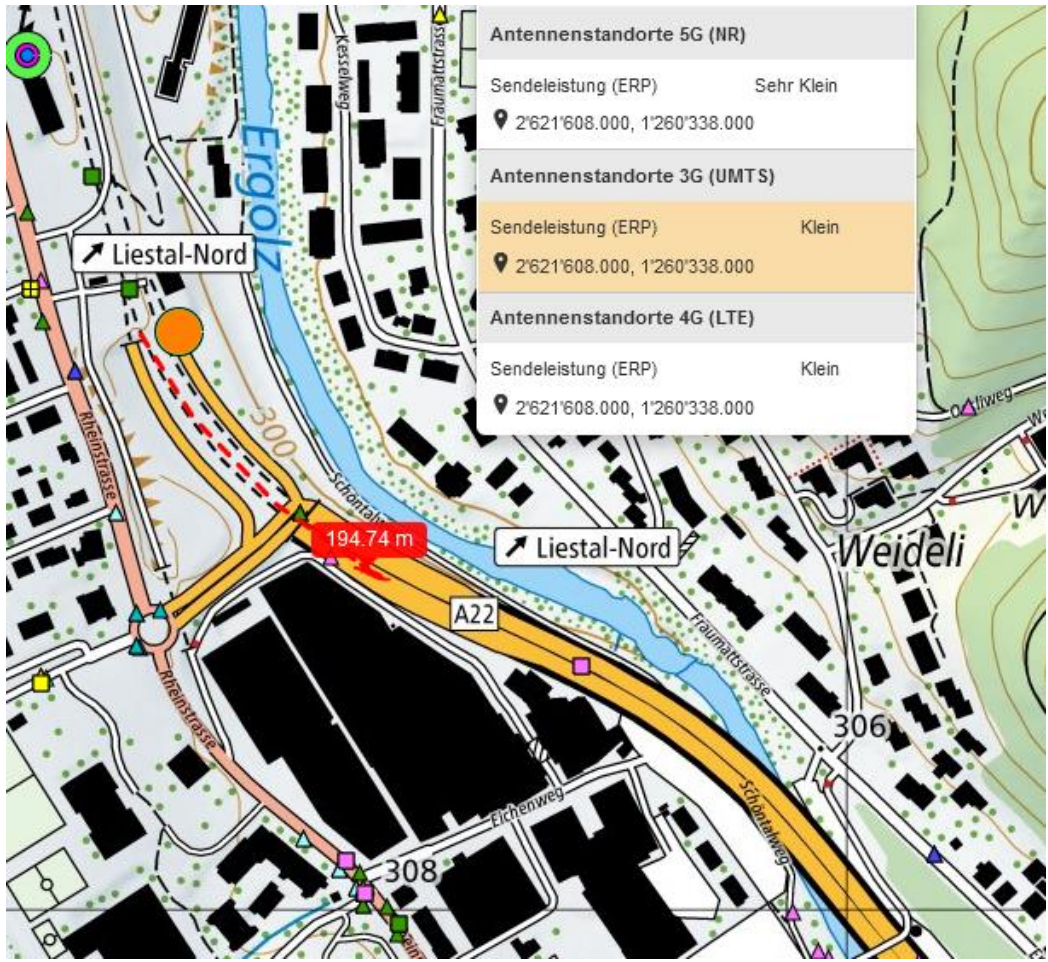 Antennenstandorte 5G (NR)
Sendeleistung (ERP) Sehr Klein
2'621'608.000, 1'260'338.000
Antennenstandorte 3G (UMTS)
Sendeleistung (ERP) Klein
2'621'608.000, 1'260'338.000
Antennenstandorte 4G (LTE)
Sendeleistung (ERP) Klein
2'621'608.000, 1'260'338.000
Kesselweg
Ergolz
Liestal-Nord
Rheinstrasse
300
194.74 m
Liestal-Nord
Weideli
A22
Fraumattstrasse
Rheinstrasse
306
Schöntalweg
Eichenweg
308